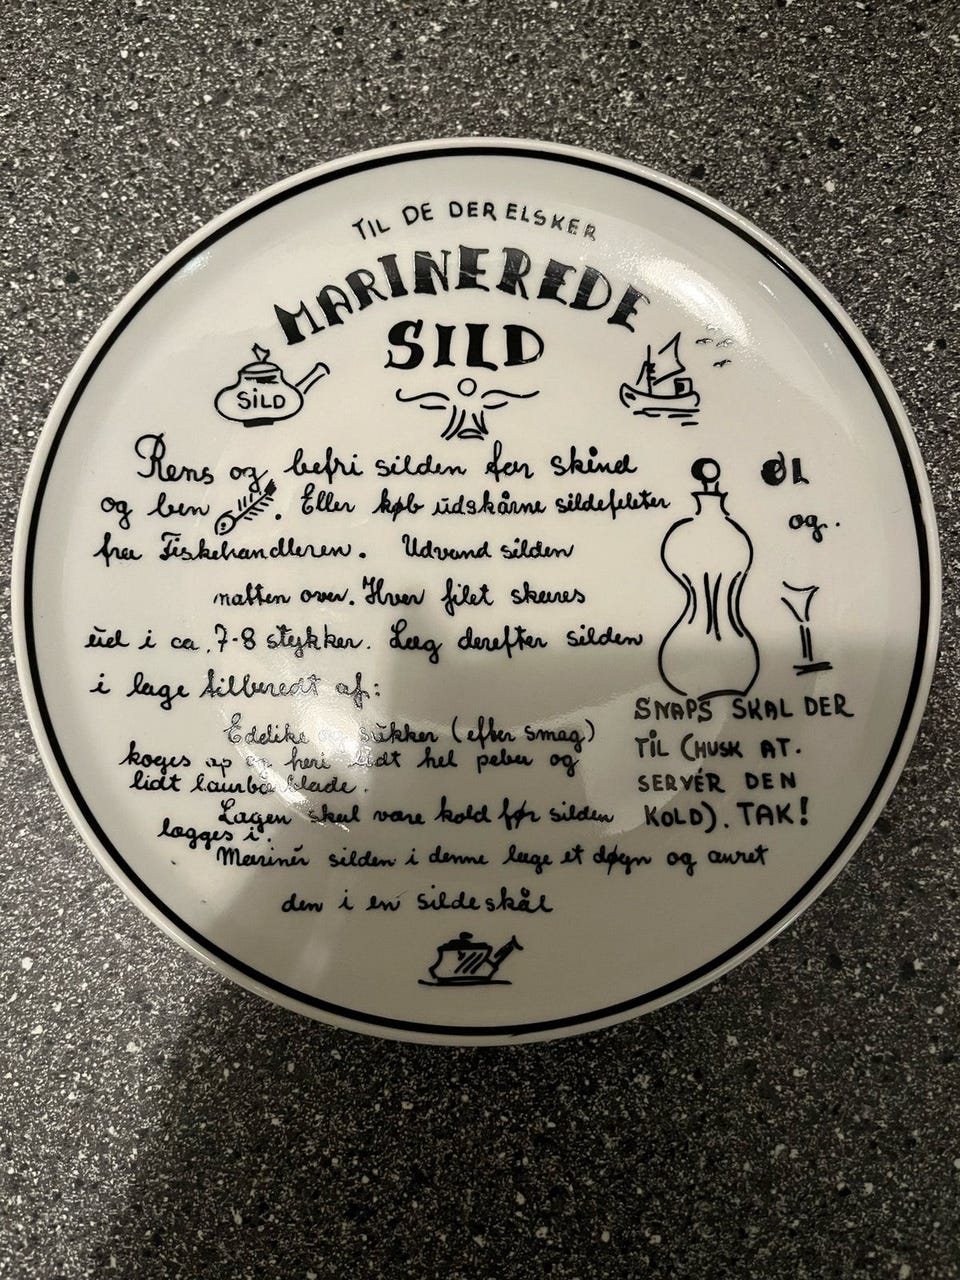 TIL DE DER ELSKER
MARINEREDE
SILD
SILD
Rens og befri silden for skind
og ben . Eller køb udskårne sildefeleter
fra Fiskehandleren. Udvand silden
natten over. Hver filet skæres
ud i ca. 7-8 stykker. Læg derefter silden
i lage tilberedt af:
Eddike og sukker (efter smag)
koges op og heri lidt hel peber og
lidt laurbærblade.
Lagen skal være kold før silden
lægges i.
Marinér silden i denne lage et døgn og anret
den i en sildeskål
ØL
og.
SNAPS SKAL DER
TIL (HUSK AT.
SERVÉR DEN
KOLD). TAK!